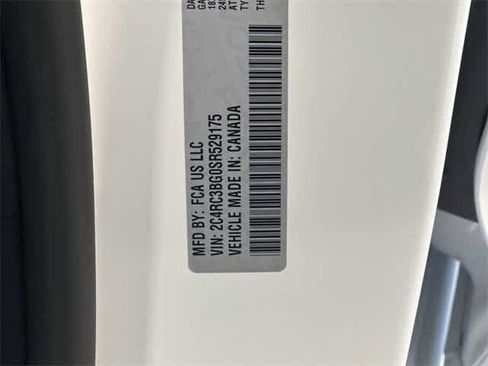 MFD BY: FCA US LLC
VIN: 2C4RC3BG0SR529175
VEHICLE MADE IN: CANADA